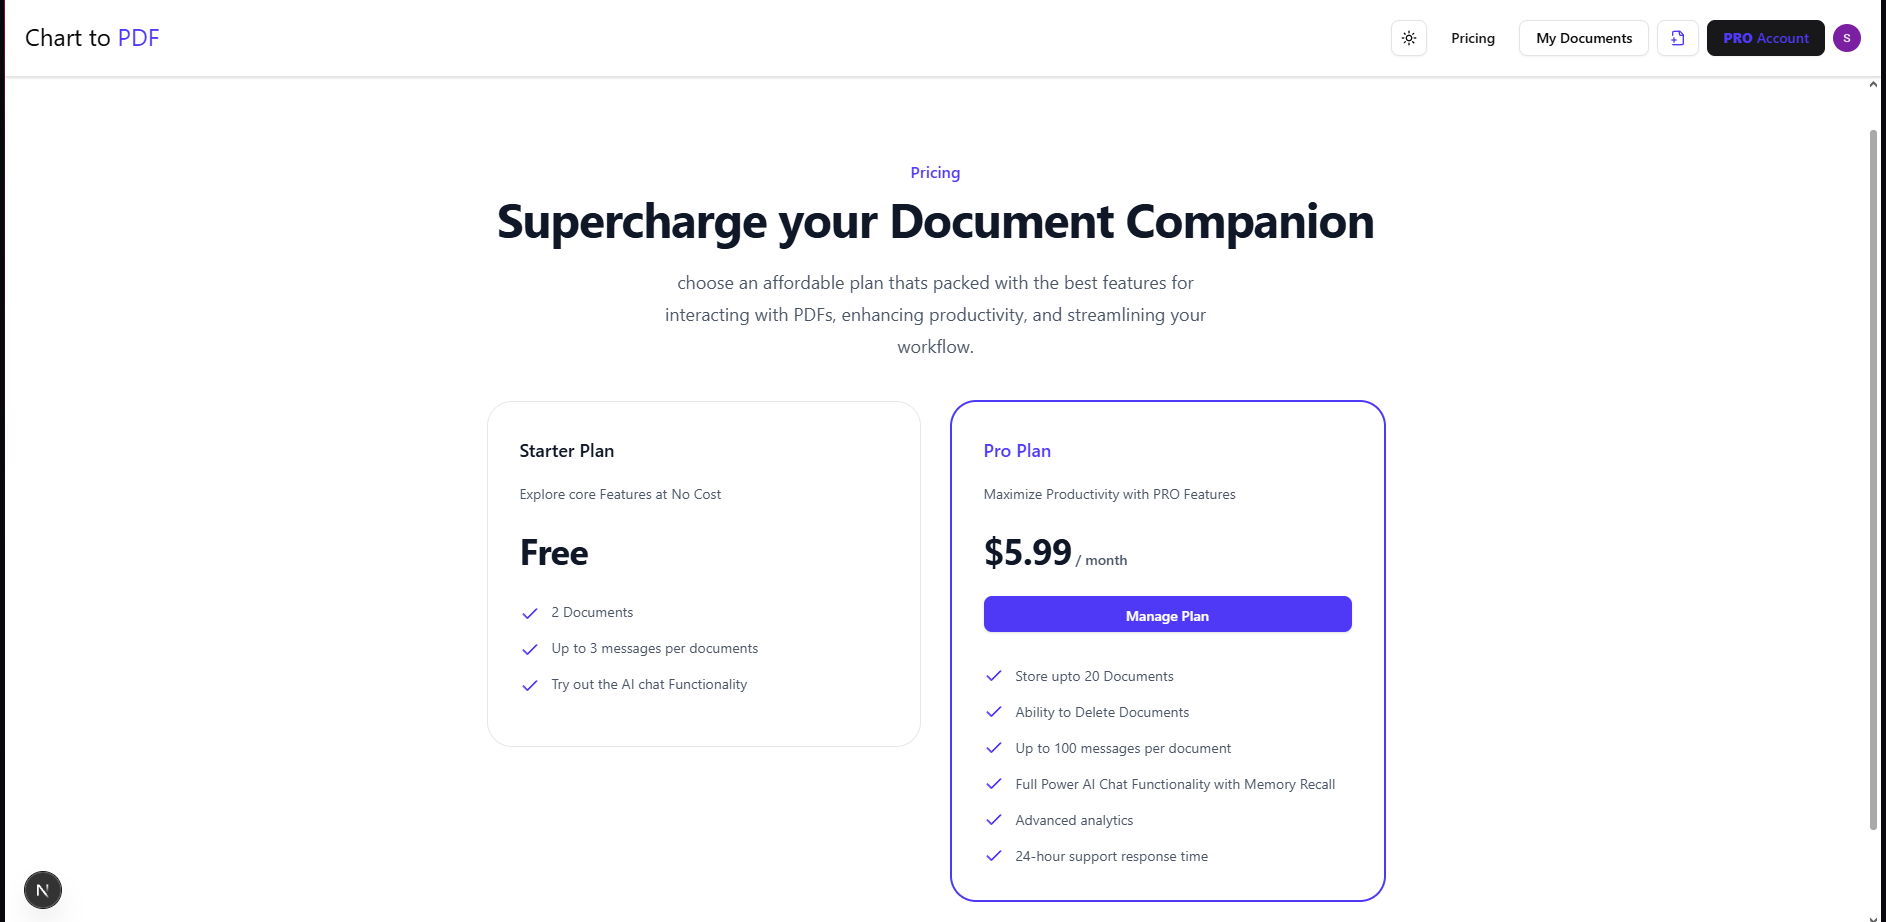 Chart to PDF
Pricing
My Documents
PRO Account
S
Pricing
Supercharge your Document Companion
choose an affordable plan thats packed with the best features for
interacting with PDFs, enhancing productivity, and streamlining your
workflow.
Starter Plan
Explore core Features at No Cost
Free
2 Documents
Up to 3 messages per documents
Try out the AI chat Functionality
Pro Plan
Maximize Productivity with PRO Features
$5.99 / month
Manage Plan
Store upto 20 Documents
Ability to Delete Documents
Up to 100 messages per document
Full Power AI Chat Functionality with Memory Recall
Advanced analytics
24-hour support response time
N